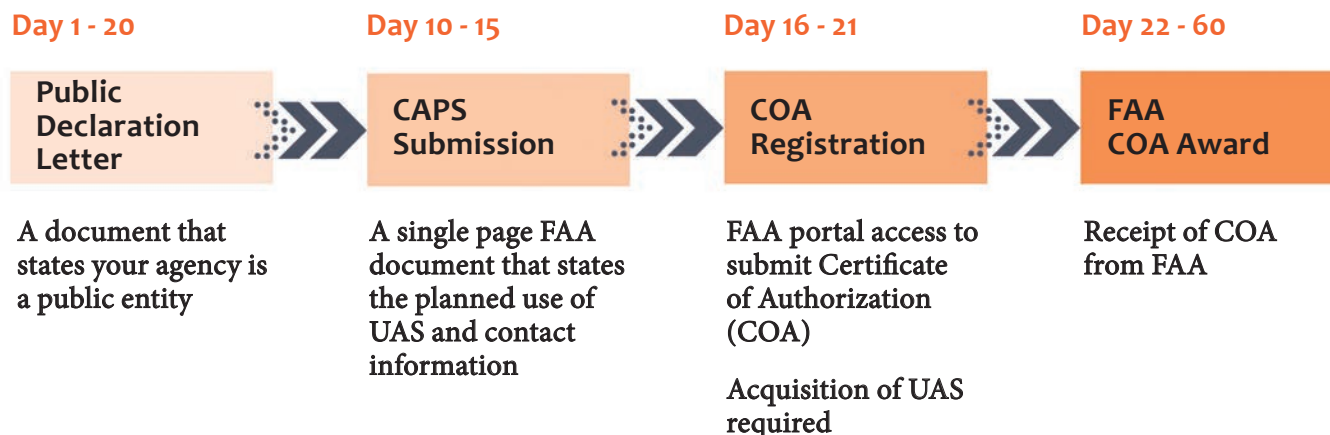 Day 1 - 20
Public
Declaration
Letter
A document that
states your agency is
a public entity
Day 10 - 15
CAPS
Submission
A single page FAA
document that states
the planned use of
UAS and contact
information
Day 16 - 21
COA
Registration
FAA portal access to
submit Certificate
of Authorization
(COA)
Acquisition of UAS
required
Day 22 - 60
FAA
COA Award
Receipt of COA
from FAA